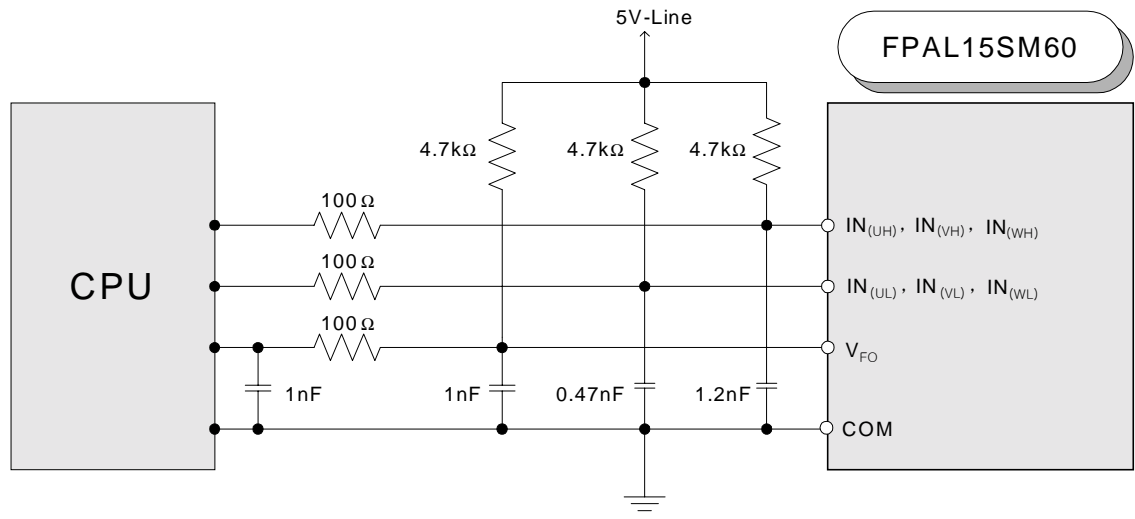 5V-Line
FPAL15SM60
4.7kΩ 4.7kΩ 4.7kΩ
100Ω
IN(UH), IN(VH), IN(WH)
CPU
100Ω
IN(UL), IN(VL), IN(WL)
100Ω
VFO
1nF 1nF 0.47nF 1.2nF
COM